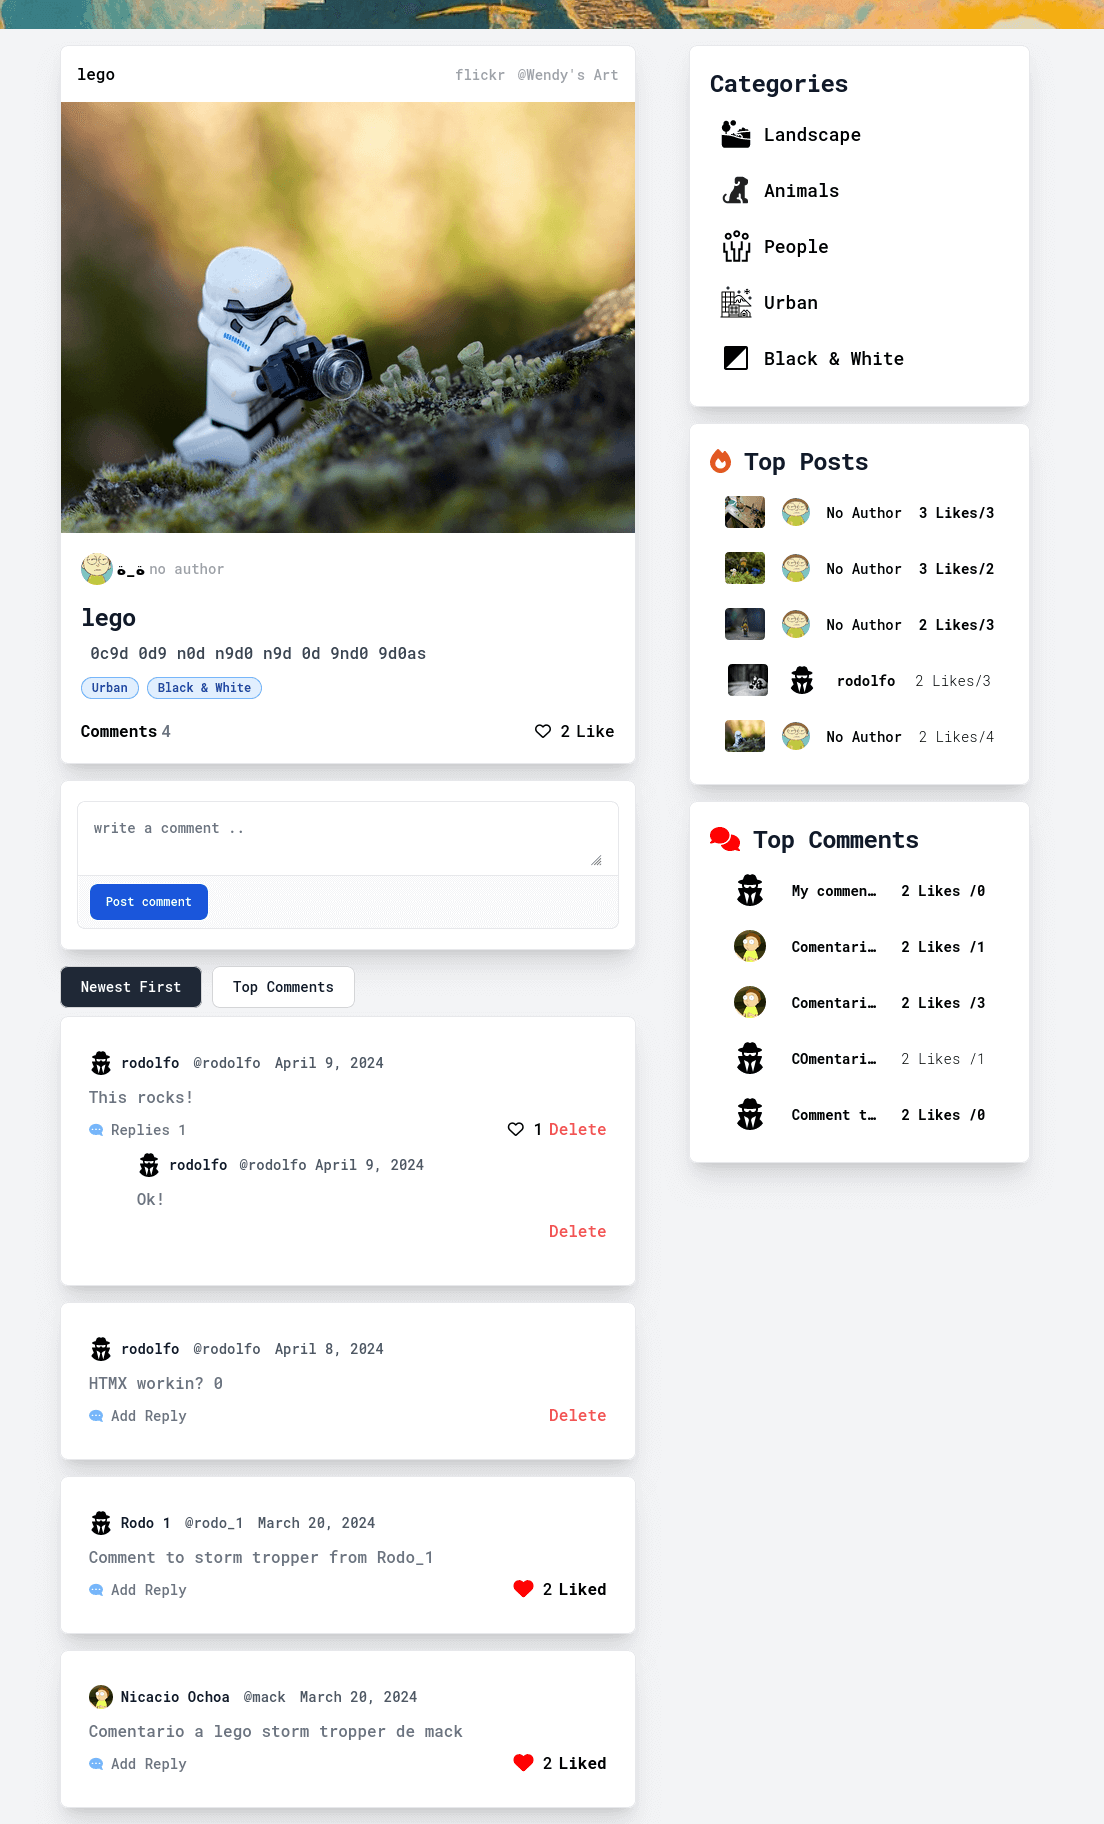 lego
flickr @Wendy's Art
ö_ö no author
lego
0c9d 0d9 n0d n9d0 n9d 0d 9nd0 9d0as
Urban Black & White
Comments 4
2 Like
write a comment ..
Post comment
Newest First Top Comments
rodolfo @rodolfo April 9, 2024
This rocks!
Replies 1
1 Delete
rodolfo @rodolfo April 9, 2024
Ok!
Delete
rodolfo @rodolfo April 8, 2024
HTMX workin? 0
Add Reply
Delete
Rodo 1 @rodo_1 March 20, 2024
Comment to storm tropper from Rodo_1
Add Reply
2 Liked
Nicacio Ochoa @mack March 20, 2024
Comentario a lego storm tropper de mack
Add Reply
2 Liked
Categories
Landscape
Animals
People
Urban
Black & White
Top Posts
No Author 3 Likes/3
No Author 3 Likes/2
No Author 2 Likes/3
rodolfo 2 Likes/3
No Author 2 Likes/4
Top Comments
My commen… 2 Likes /0
Comentari… 2 Likes /1
Comentari… 2 Likes /3
COmentari… 2 Likes /1
Comment t… 2 Likes /0